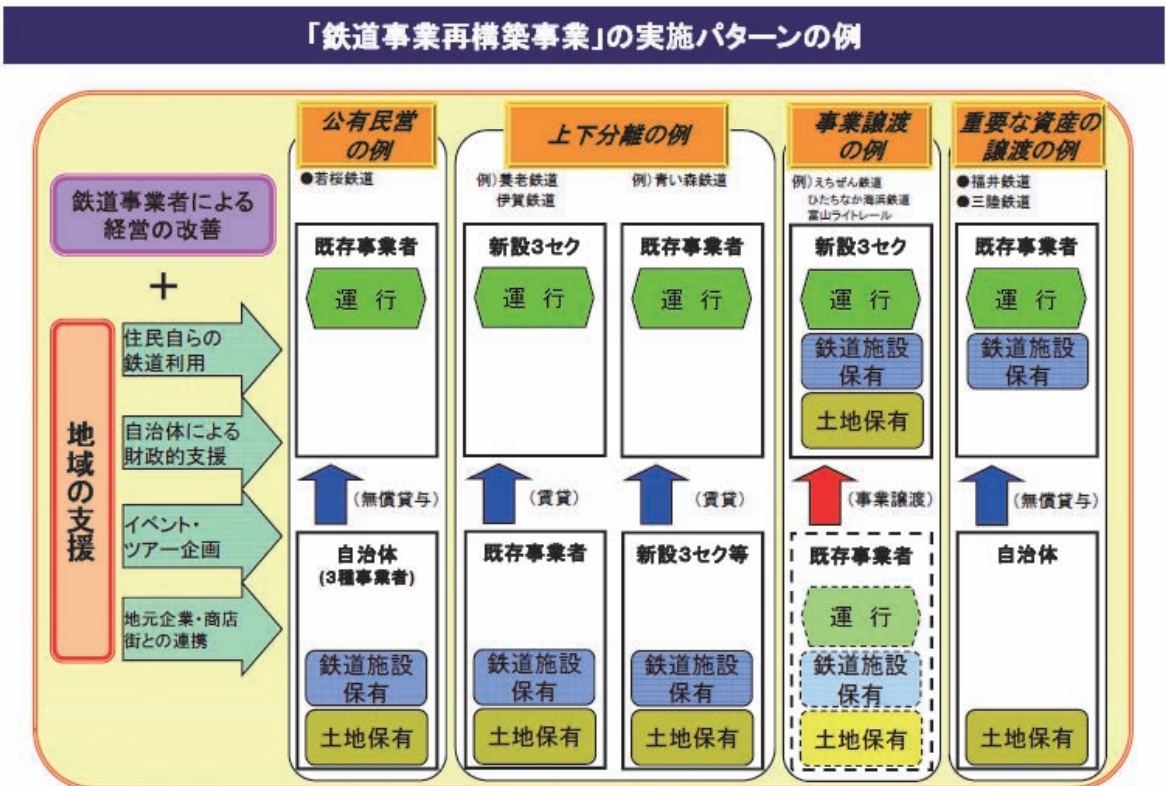 「鉄道事業再構築事業」の実施パターンの例
鉄道事業者による
経営の改善
＋
地域の支援
住民自らの
鉄道利用
自治体による
財政的支援
イベント・
ツアー企画
地元企業・商店
街との連携
公有民営
の例
●若桜鉄道
既存事業者
運 行
(無償貸与)
自治体
(3種事業者)
鉄道施設
保有
土地保有
上下分離の例
例)養老鉄道
伊賀鉄道
新設3セク
運 行
(賃貸)
既存事業者
鉄道施設
保有
土地保有
例)青い森鉄道
既存事業者
運 行
(賃貸)
新設3セク等
鉄道施設
保有
土地保有
事業譲渡
の例
例)えちぜん鉄道
ひたちなか海浜鉄道
富山ライトレール
新設3セク
運 行
鉄道施設
保有
土地保有
(事業譲渡)
既存事業者
運 行
鉄道施設
保有
土地保有
重要な資産の
譲渡の例
●福井鉄道
●三陸鉄道
既存事業者
運 行
鉄道施設
保有
(無償貸与)
自治体
土地保有